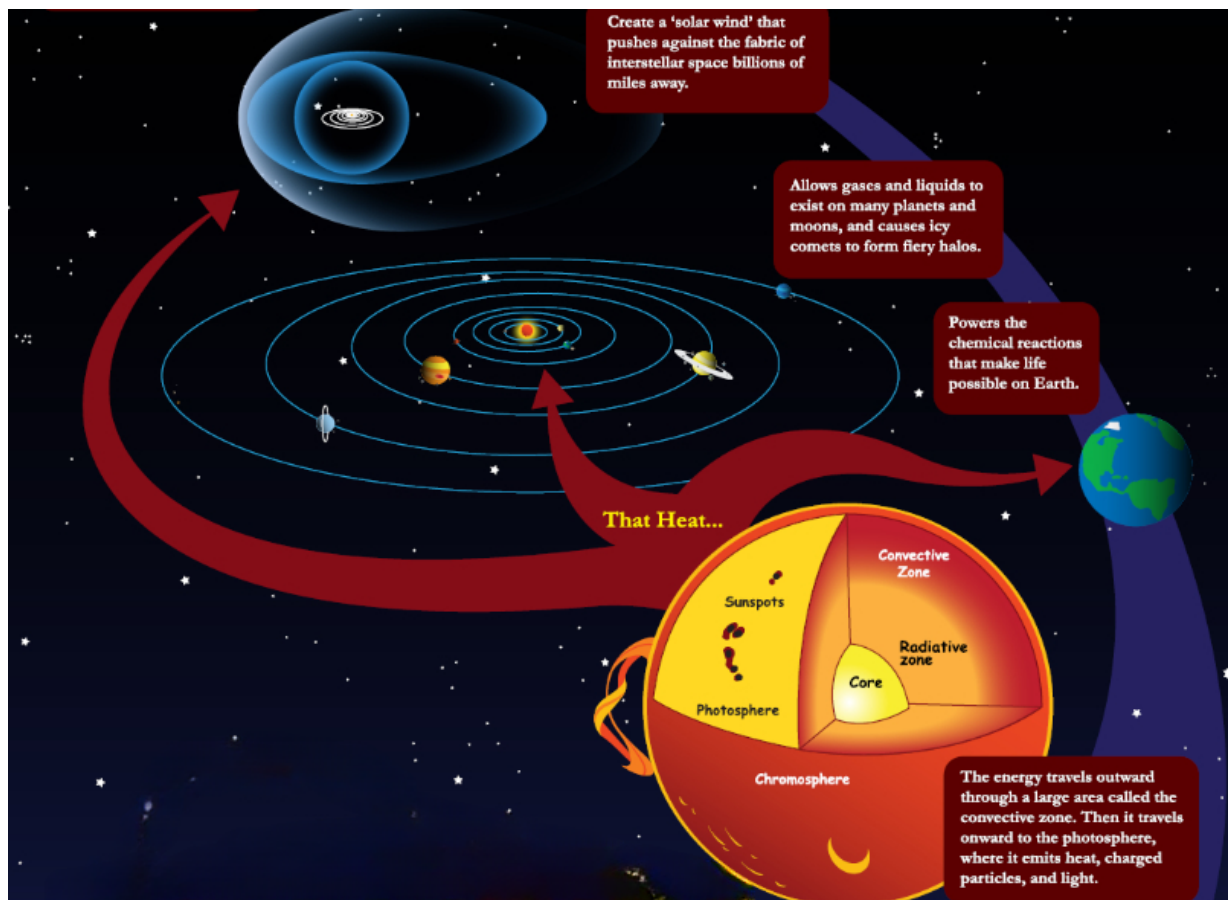 Create a ‘solar wind’ that
pushes against the fabric of
interstellar space billions of
miles away.
Allows gases and liquids to
exist on many planets and
moons, and causes icy
comets to form fiery halos.
Powers the
chemical reactions
that make life
possible on Earth.
That Heat...
Convective
Zone
Sunspots
Radiative
zone
Core
Photosphere
Chromosphere
The energy travels outward
through a large area called the
convective zone. Then it travels
onward to the photosphere,
where it emits heat, charged
particles, and light.